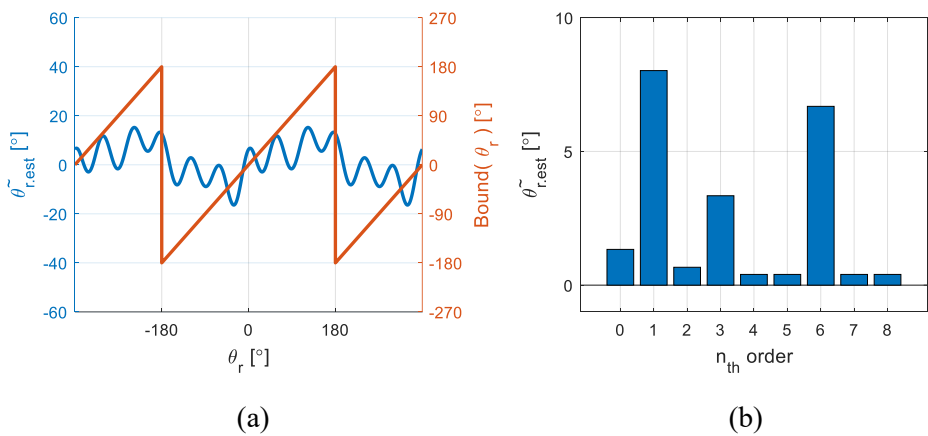 60
40
20
0
-20
-40
-60
θ̃r.est [°]
270
180
90
0
-90
-180
-270
Bound( θr ) [°]
-180 0 180
θr [°]
(a)
10
5
0
θ̃r.est [°]
0 1 2 3 4 5 6 7 8
nth order
(b)